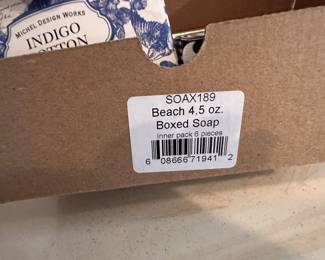 MICHEL DESIGN WORKS
INDIGO
COTTON
SOAX189
Beach 4.5 oz.
Boxed Soap
Inner pack 6 pieces
6 08666 71941 2